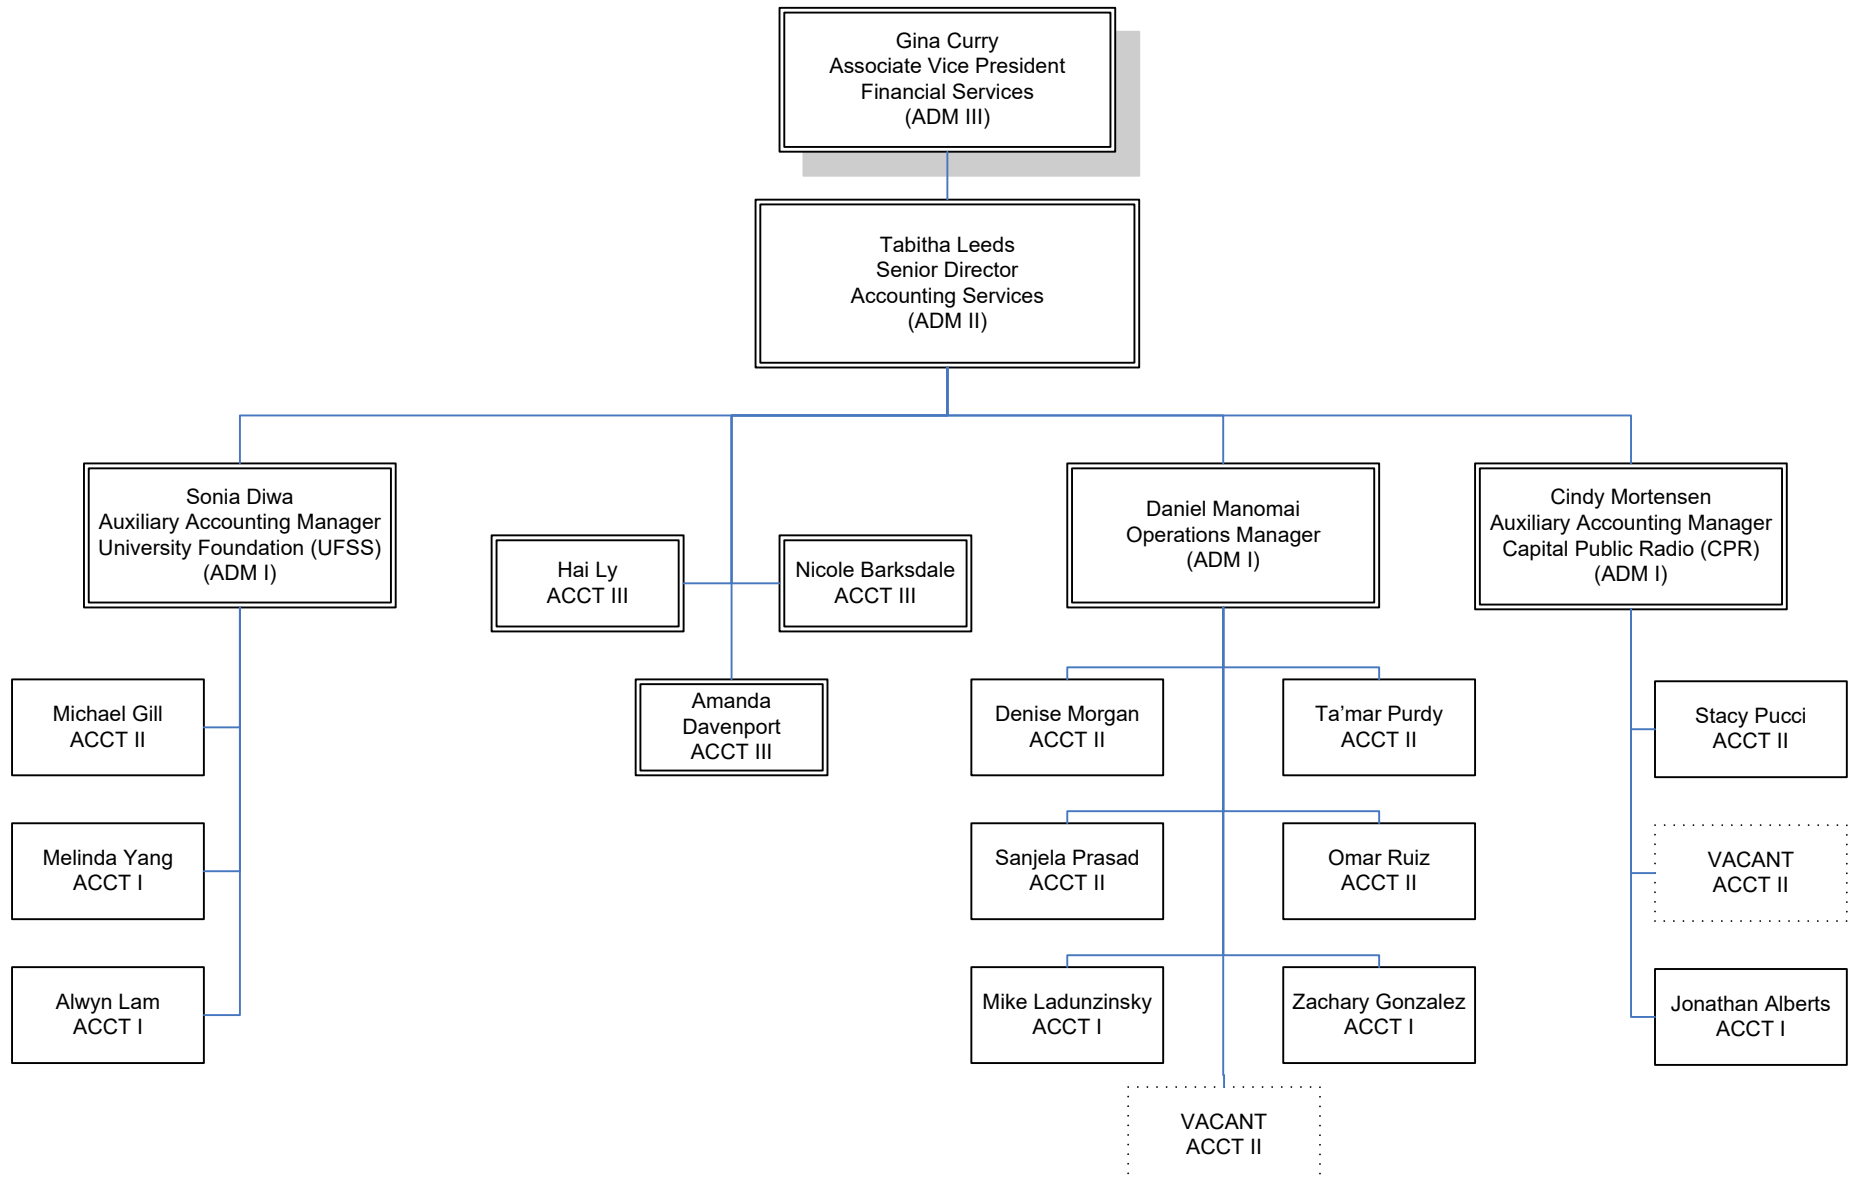 Gina Curry
Associate Vice President
Financial Services
(ADM III)
Tabitha Leeds
Senior Director
Accounting Services
(ADM II)
Sonia Diwa
Auxiliary Accounting Manager
University Foundation (UFSS)
(ADM I)
Hai Ly
ACCT III
Nicole Barksdale
ACCT III
Amanda
Davenport
ACCT III
Daniel Manomai
Operations Manager
(ADM I)
Cindy Mortensen
Auxiliary Accounting Manager
Capital Public Radio (CPR)
(ADM I)
Michael Gill
ACCT II
Melinda Yang
ACCT I
Alwyn Lam
ACCT I
Denise Morgan
ACCT II
Ta’mar Purdy
ACCT II
Sanjela Prasad
ACCT II
Omar Ruiz
ACCT II
Mike Ladunzinsky
ACCT I
Zachary Gonzalez
ACCT I
VACANT
ACCT II
Stacy Pucci
ACCT II
VACANT
ACCT II
Jonathan Alberts
ACCT I